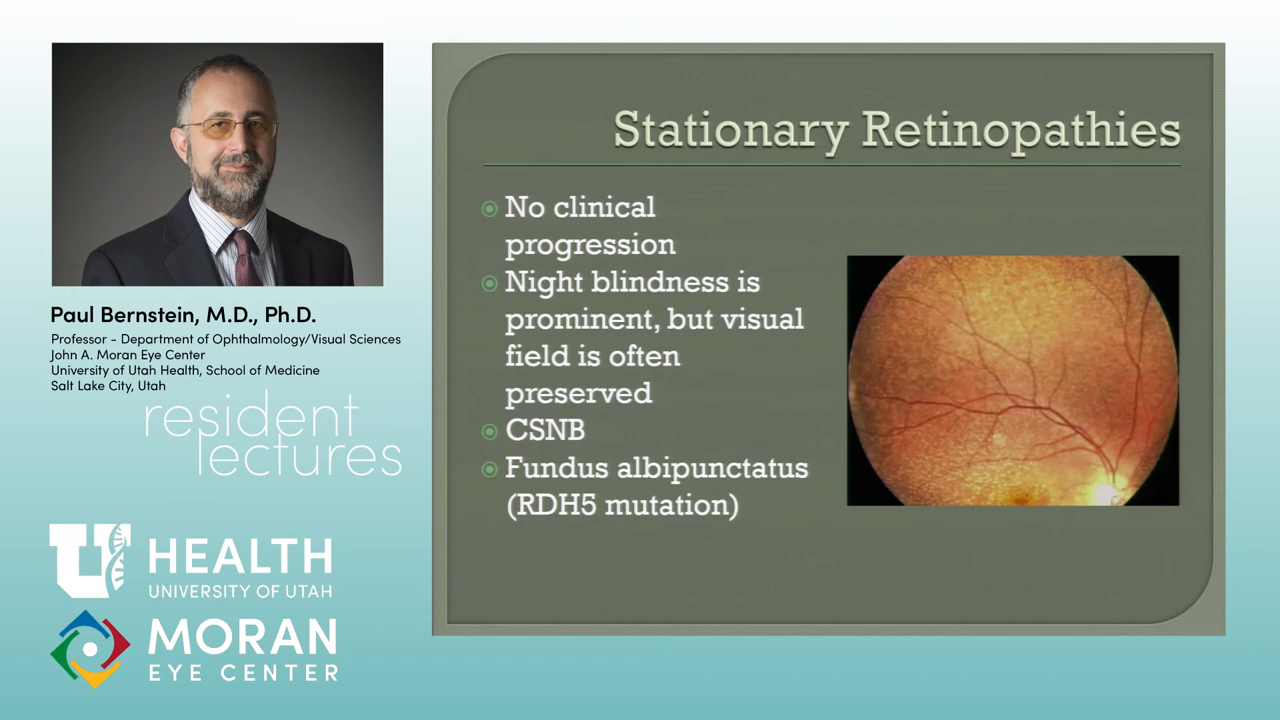 Paul Bernstein, M.D., Ph.D.
Professor - Department of Ophthalmology/Visual Sciences
John A. Moran Eye Center
University of Utah Health, School of Medicine
Salt Lake City, Utah
resident
lectures
U HEALTH
UNIVERSITY OF UTAH
MORAN
EYE CENTER
Stationary Retinopathies
No clinical
progression
Night blindness is
prominent, but visual
field is often
preserved
CSNB
Fundus albipunctatus
(RDH5 mutation)